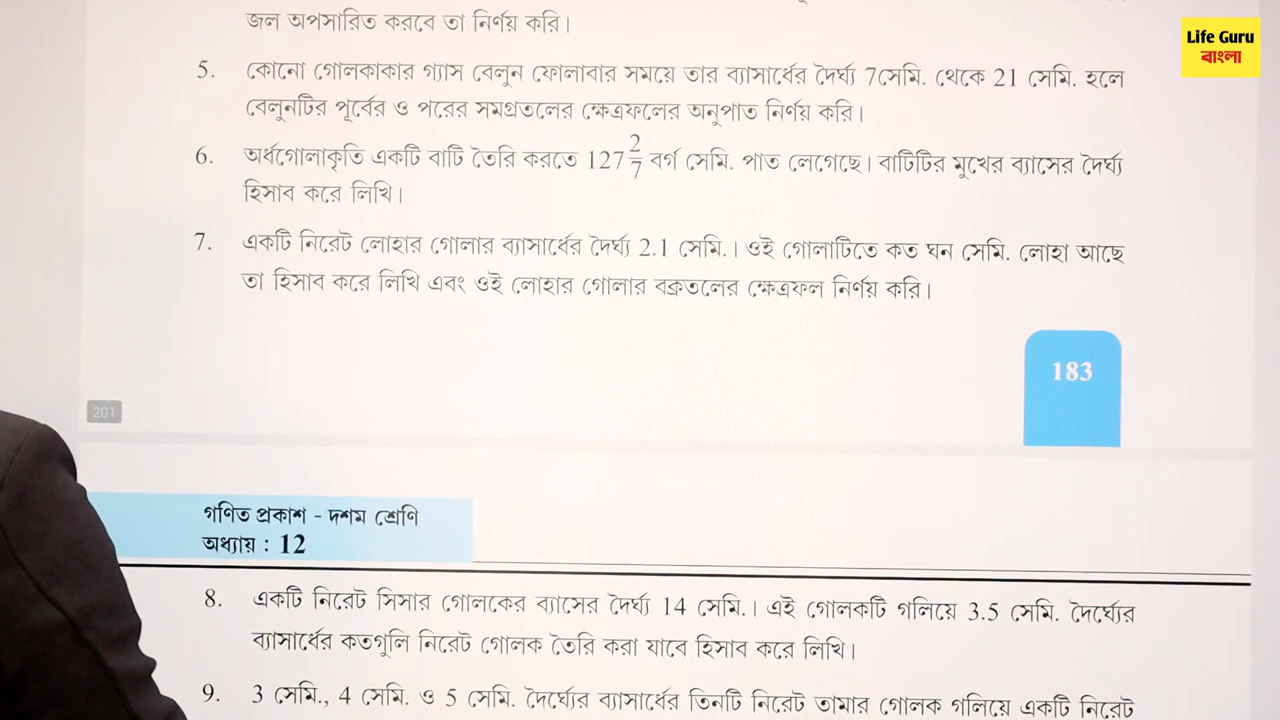 জল অপসারিত করবে তা নির্ণয় করি।
Life Guru
বাংলা
5. কোনো গোলকাকার গ্যাস বেলুন ফোলাবার সময়ে তার ব্যাসার্ধের দৈর্ঘ্য 7সেমি. থেকে 21 সেমি. হলে
বেলুনটির পূর্বের ও পরের সমগ্রতলের ক্ষেত্রফলের অনুপাত নির্ণয় করি।
6. অর্ধগোলাকৃতি একটি বাটি তৈরি করতে 127 2/7 বর্গ সেমি. পাত লেগেছে। বাটিটির মুখের ব্যাসের দৈর্ঘ্য
হিসাব করে লিখি।
7. একটি নিরেট লোহার গোলার ব্যাসার্ধের দৈর্ঘ্য 2.1 সেমি.। ওই গোলাটিতে কত ঘন সেমি. লোহা আছে
তা হিসাব করে লিখি এবং ওই লোহার গোলার বক্রতলের ক্ষেত্রফল নির্ণয় করি।
183
201
গণিত প্রকাশ - দশম শ্রেণি
অধ্যায় : 12
8. একটি নিরেট সিসার গোলকের ব্যাসের দৈর্ঘ্য 14 সেমি.। এই গোলকটি গলিয়ে 3.5 সেমি. দৈর্ঘ্যের
ব্যাসার্ধের কতগুলি নিরেট গোলক তৈরি করা যাবে হিসাব করে লিখি।
9. 3 সেমি., 4 সেমি. ও 5 সেমি. দৈর্ঘ্যের ব্যাসার্ধের তিনটি নিরেট তামার গোলক গলিয়ে একটি নিরেট